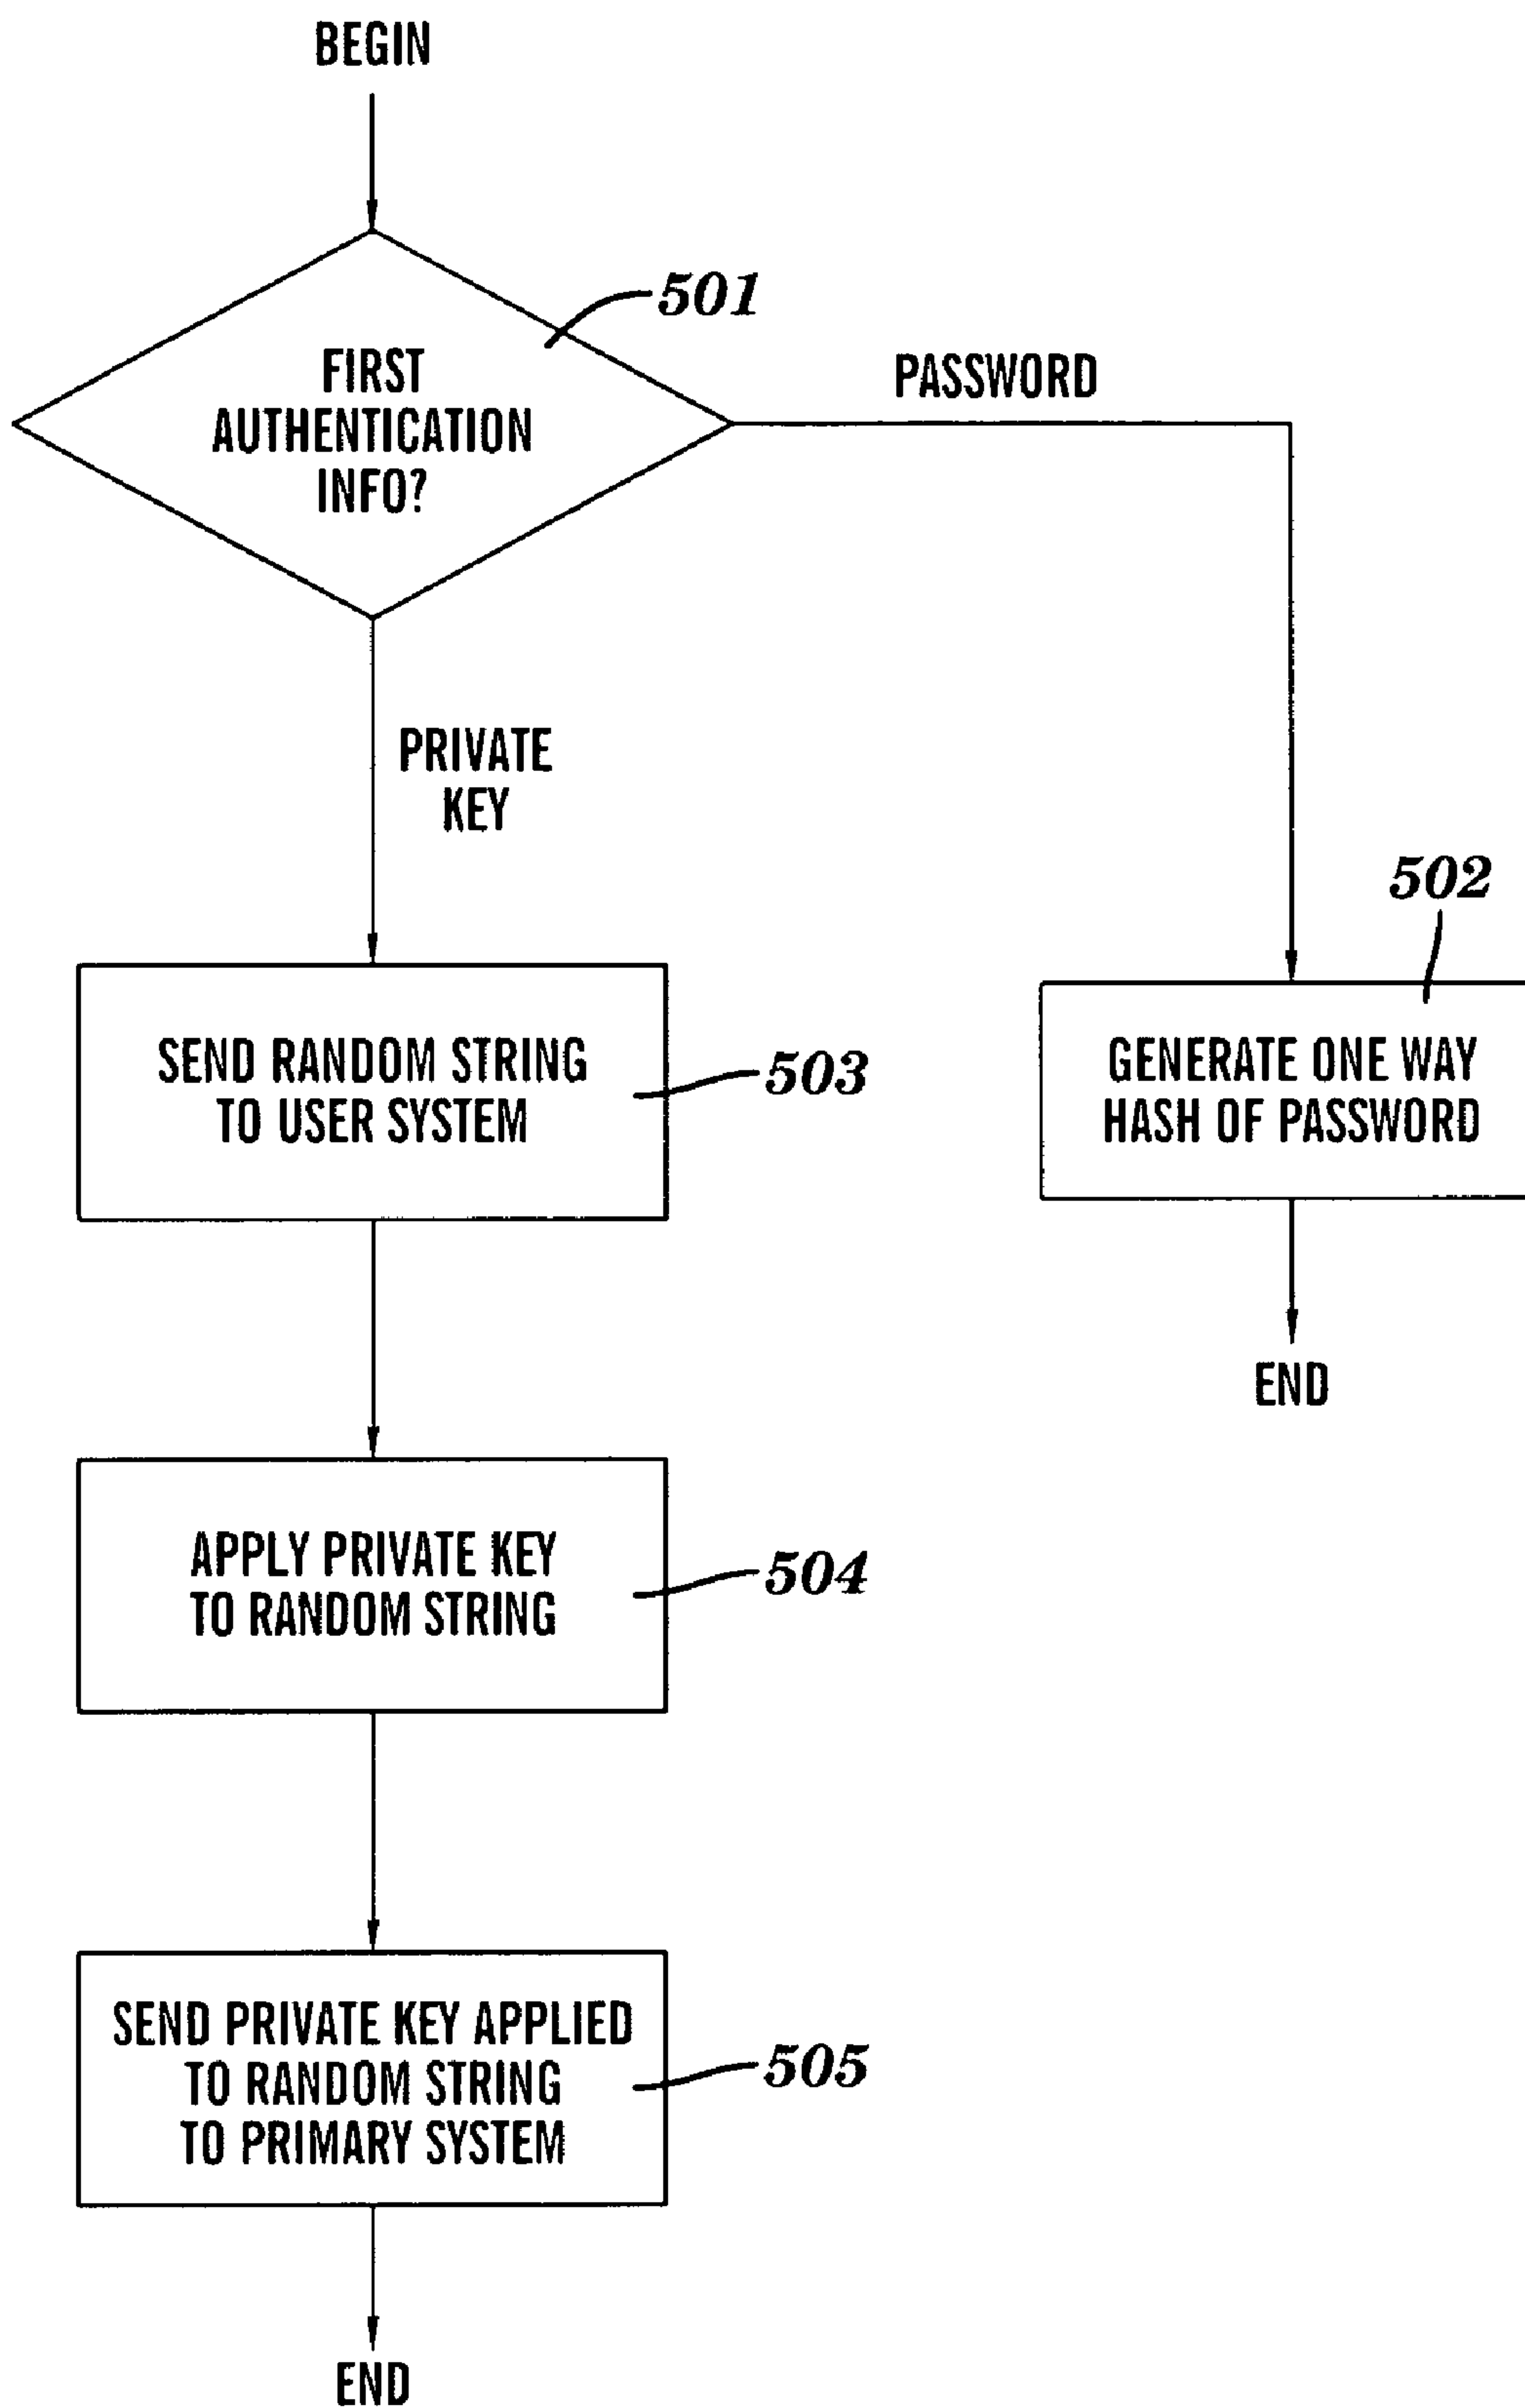 BEGIN
501
FIRST
AUTHENTICATION
INFO?
PASSWORD
PRIVATE
KEY
502
SEND RANDOM STRING
TO USER SYSTEM
503
GENERATE ONE WAY
HASH OF PASSWORD
END
APPLY PRIVATE KEY
TO RANDOM STRING
504
SEND PRIVATE KEY APPLIED
TO RANDOM STRING
TO PRIMARY SYSTEM
505
END